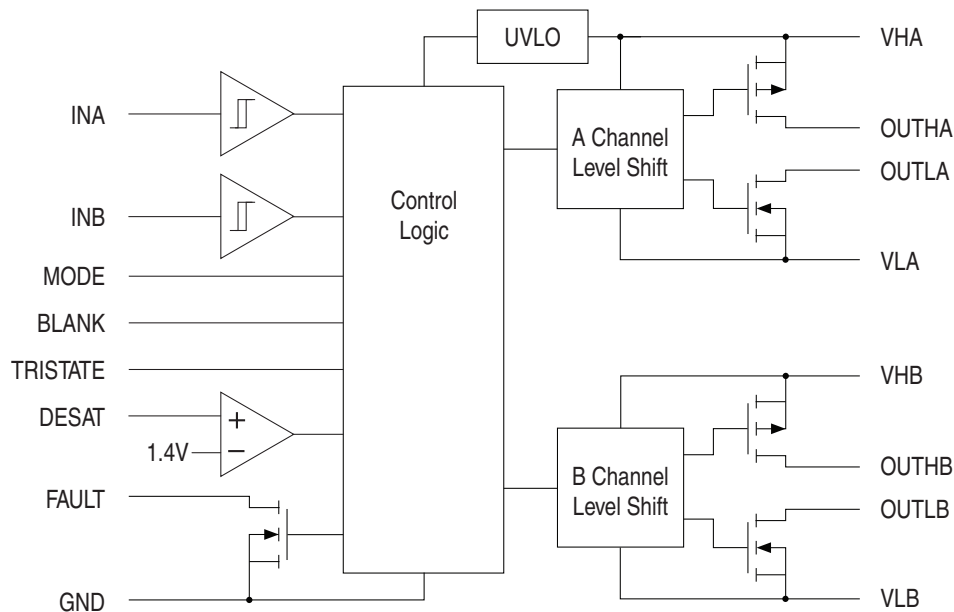 UVLO
VHA
INA
A Channel
Level Shift
OUTHA
OUTLA
Control
Logic
INB
VLA
MODE
BLANK
TRISTATE
VHB
DESAT
+
1.4V
−
B Channel
Level Shift
OUTHB
FAULT
OUTLB
GND
VLB